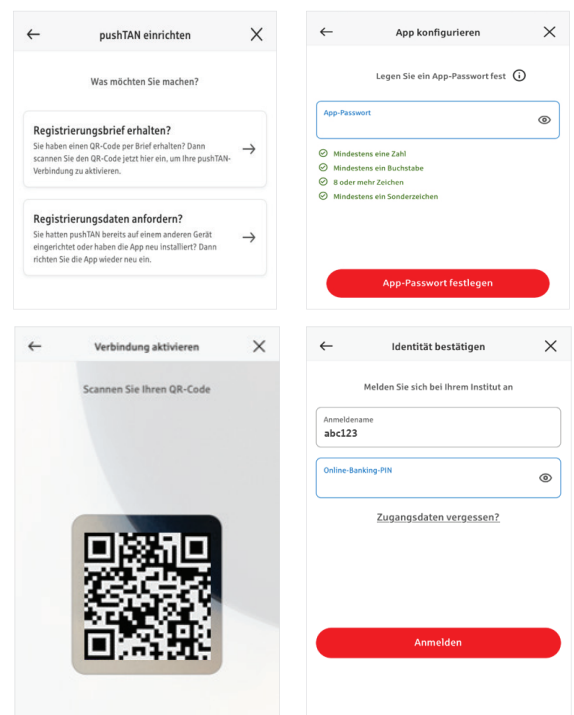 pushTAN einrichten
Was möchten Sie machen?
Registrierungsbrief erhalten?
Sie haben einen QR-Code per Brief erhalten? Dann
scannen Sie den QR-Code jetzt hier ein, um Ihre pushTAN-
Verbindung zu aktivieren.
Registrierungsdaten anfordern?
Sie hatten pushTAN bereits auf einem anderen Gerät
eingerichtet oder haben die App neu installiert? Dann
richten Sie die App wieder neu ein.
App konfigurieren
Legen Sie ein App-Passwort fest
App-Passwort
Mindestens eine Zahl
Mindestens ein Buchstabe
8 oder mehr Zeichen
Mindestens ein Sonderzeichen
App-Passwort festlegen
Verbindung aktivieren
Scannen Sie Ihren QR-Code
Identität bestätigen
Melden Sie sich bei Ihrem Institut an
Anmeldename
abc123
Online-Banking-PIN
Zugangsdaten vergessen?
Anmelden